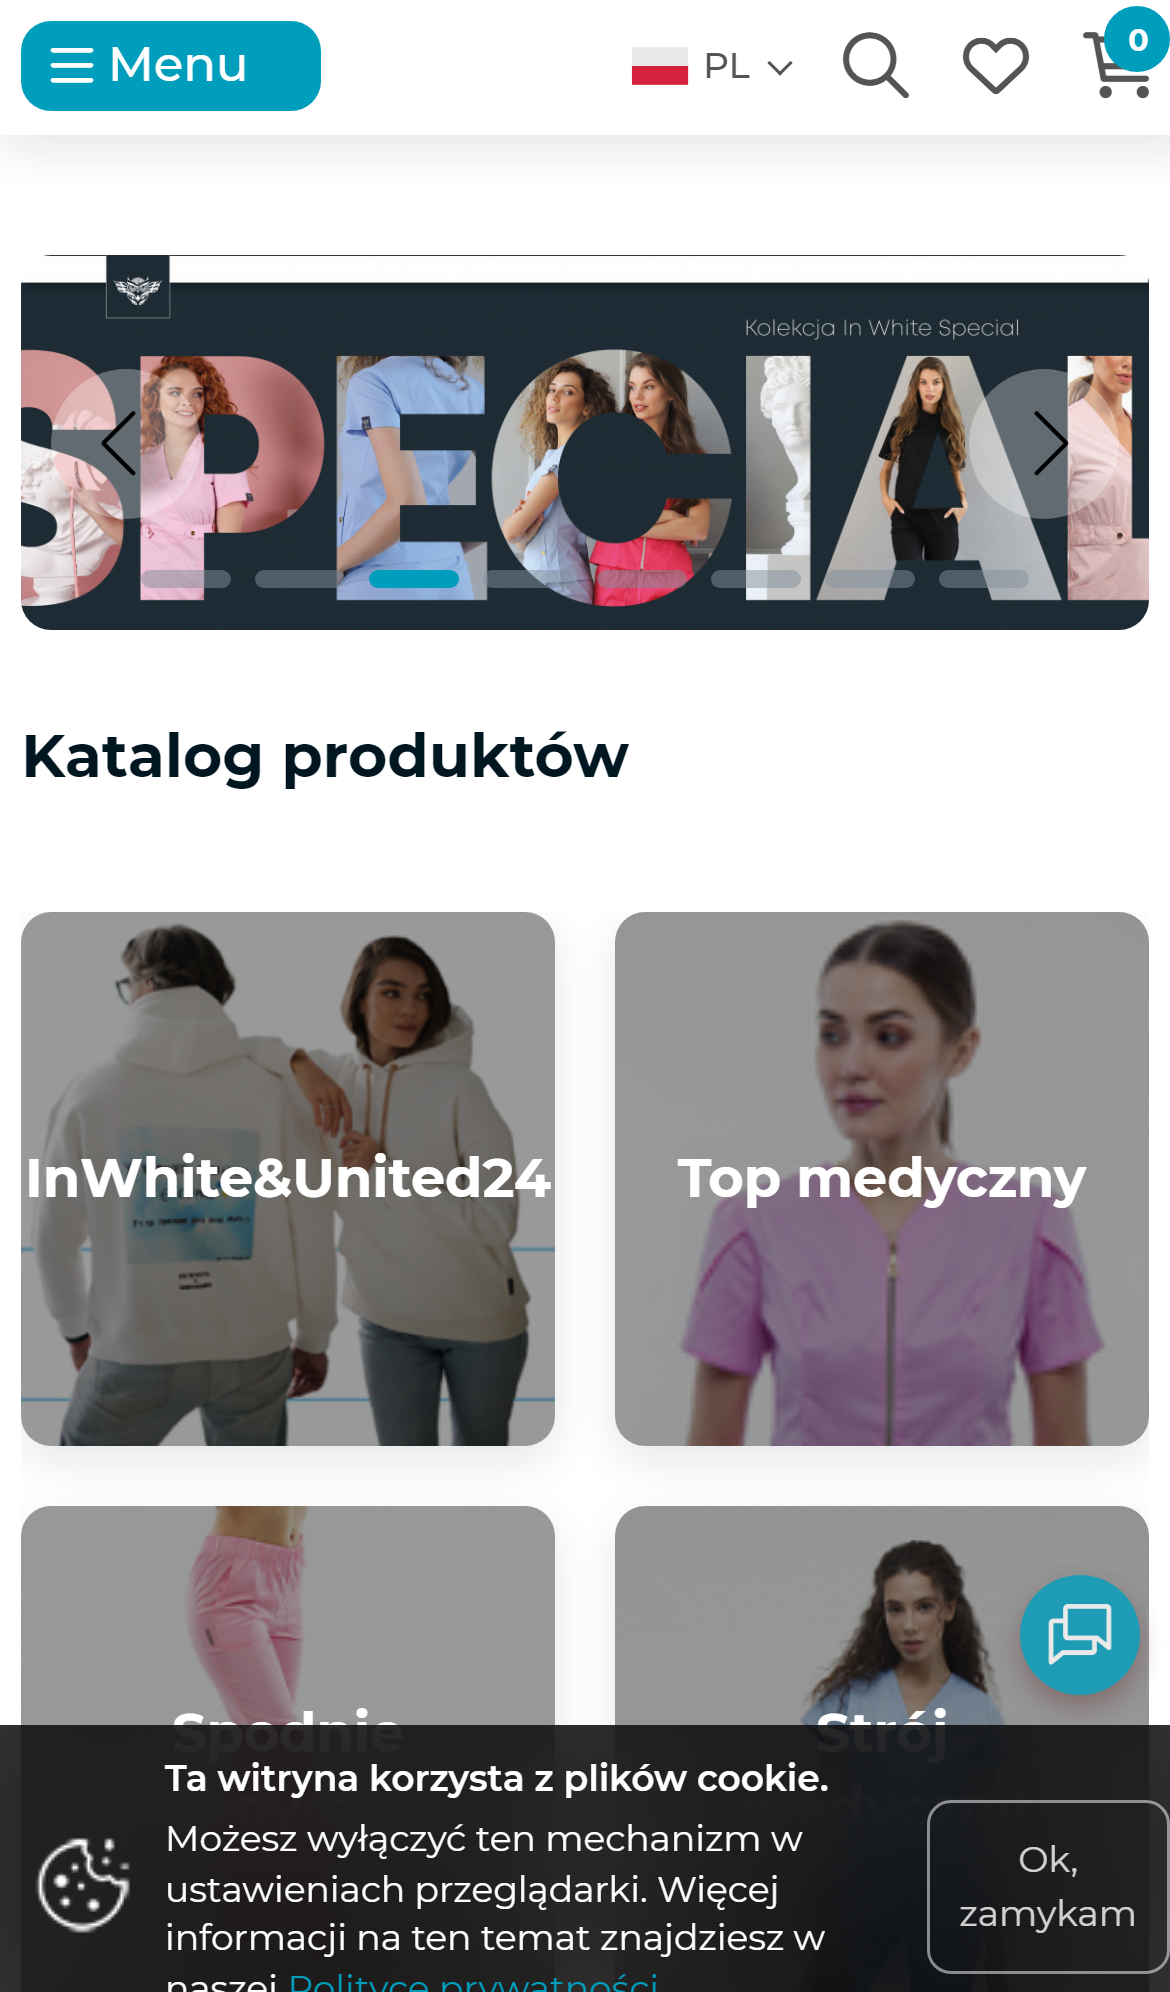 Menu
PL
0
Kolekcja In White Special
SPECIAL
Katalog produktów
InWhite&United24
Top medyczny
Spodnie
Strój
Ta witryna korzysta z plików cookie.
Możesz wyłączyć ten mechanizm w
ustawieniach przeglądarki. Więcej
informacji na ten temat znajdziesz w
naszej Polityce prywatności
Ok,
zamykam